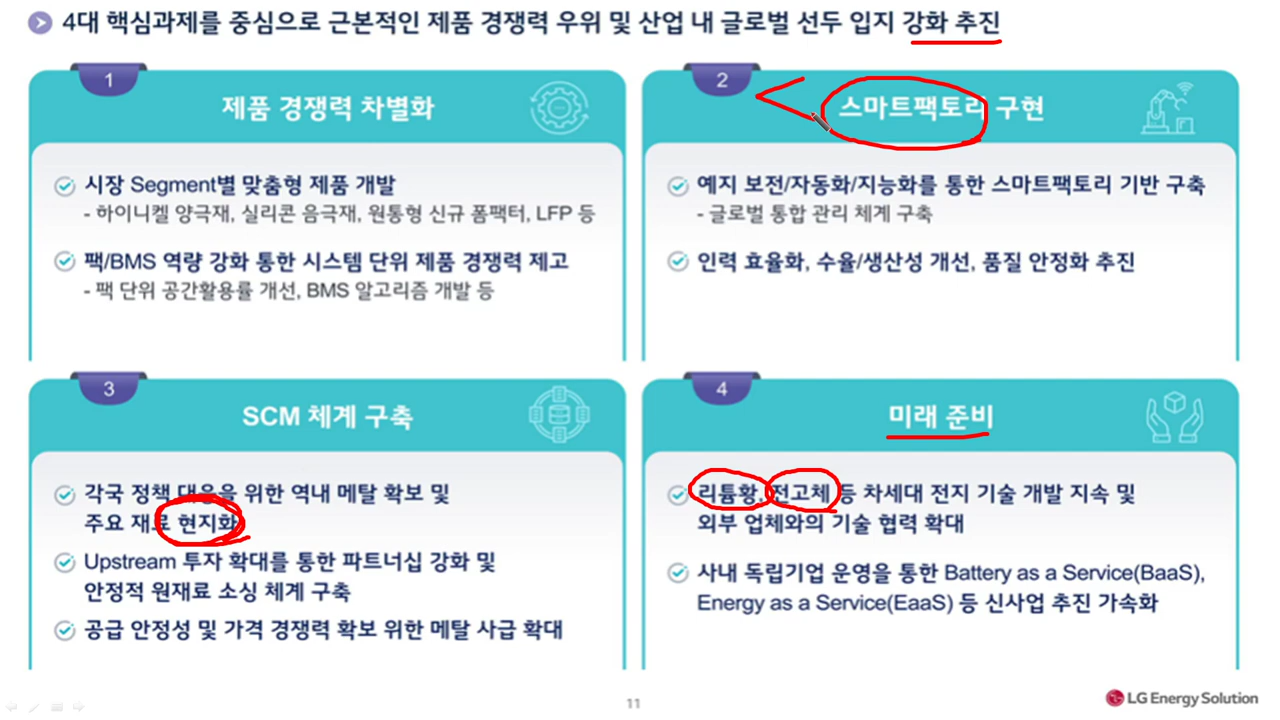 4대 핵심과제를 중심으로 근본적인 제품 경쟁력 우위 및 산업 내 글로벌 선두 입지 강화 추진
1
제품 경쟁력 차별화
시장 Segment별 맞춤형 제품 개발
- 하이니켈 양극재, 실리콘 음극재, 원통형 신규 폼팩터, LFP 등
팩/BMS 역량 강화 통한 시스템 단위 제품 경쟁력 제고
- 팩 단위 공간활용률 개선, BMS 알고리즘 개발 등
2
스마트팩토리 구현
예지 보전/자동화/지능화를 통한 스마트팩토리 기반 구축
- 글로벌 통합 관리 체계 구축
인력 효율화, 수율/생산성 개선, 품질 안정화 추진
3
SCM 체계 구축
각국 정책 대응을 위한 역내 메탈 확보 및
주요 재료 현지화
Upstream 투자 확대를 통한 파트너십 강화 및
안정적 원재료 소싱 체계 구축
공급 안정성 및 가격 경쟁력 확보 위한 메탈 사급 확대
4
미래 준비
리튬황, 전고체 등 차세대 전지 기술 개발 지속 및
외부 업체와의 기술 협력 확대
사내 독립기업 운영을 통한 Battery as a Service(BaaS),
Energy as a Service(EaaS) 등 신사업 추진 가속화
11
LG Energy Solution